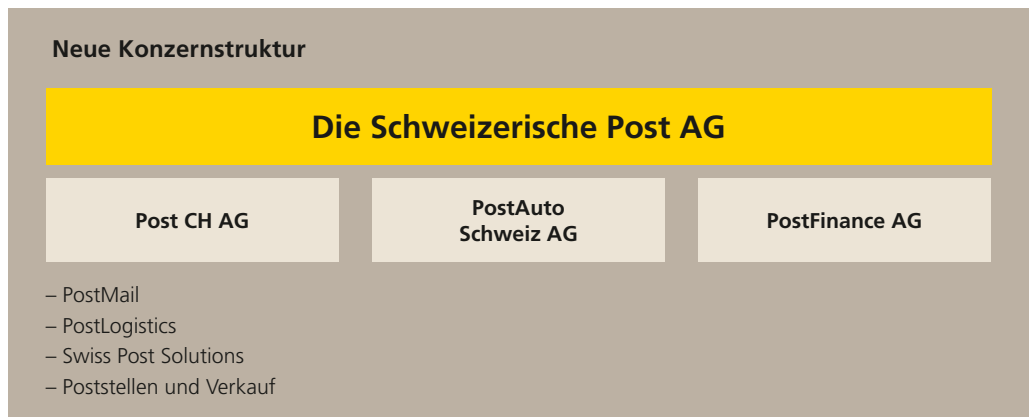 Neue Konzernstruktur
Die Schweizerische Post AG
Post CH AG
PostAuto
Schweiz AG
PostFinance AG
– PostMail
– PostLogistics
– Swiss Post Solutions
– Poststellen und Verkauf